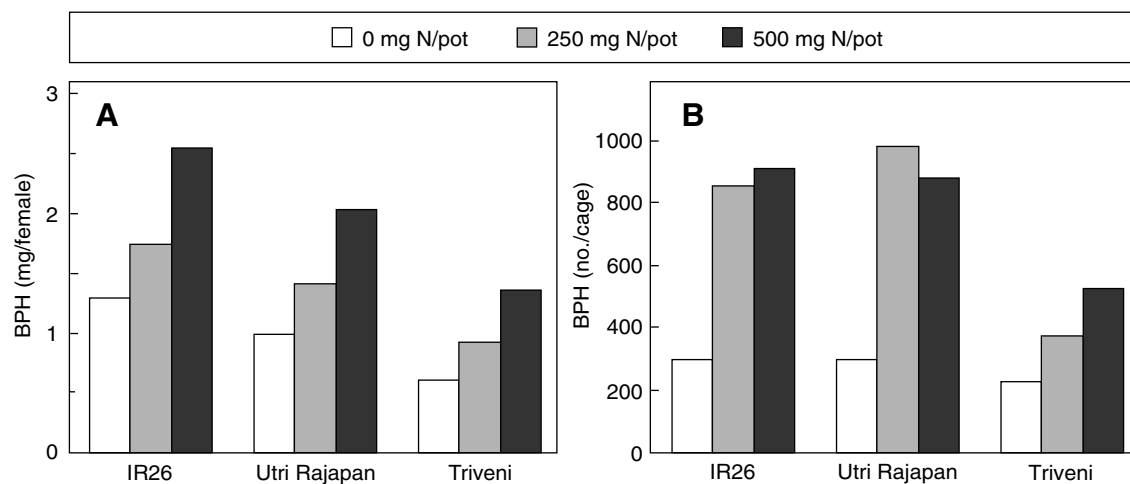 0 mg N/pot 250 mg N/pot 500 mg N/pot
A
BPH (mg/female)
3
2
1
0
IR26 Utri Rajapan Triveni
B
BPH (no./cage)
1000
800
600
400
200
0
IR26 Utri Rajapan Triveni